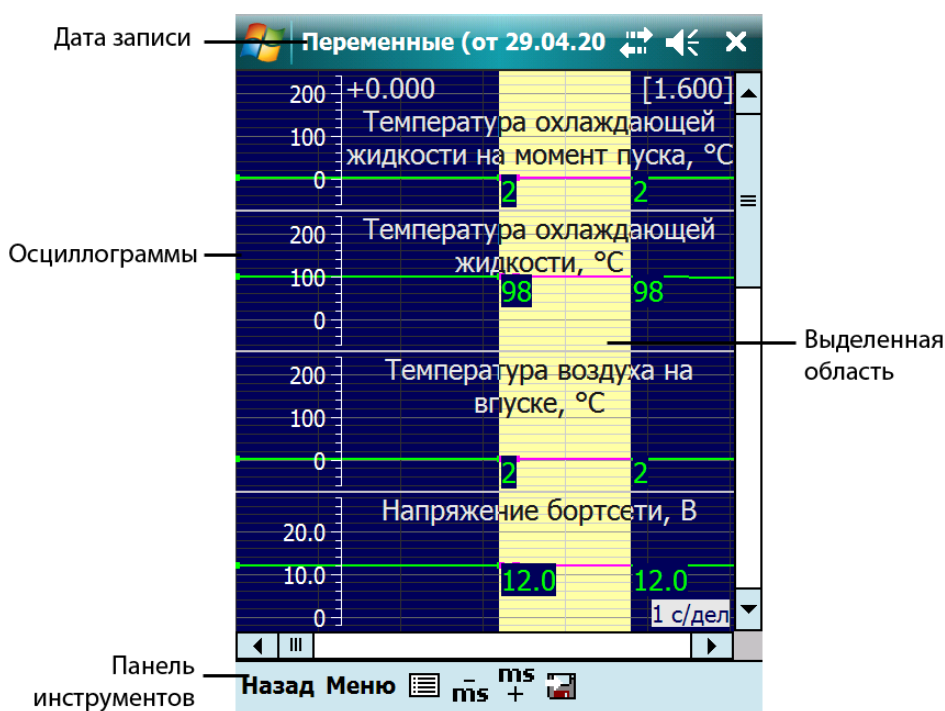 Дата записи
Переменные (от 29.04.20
+0.000 [1.600]
200
100
0
Температура охлаждающей
жидкости на момент пуска, °C
2 2
Осциллограммы
200
100
0
Температура охлаждающей
жидкости, °C
98 98
Выделенная
область
200
100
0
Температура воздуха на
впуске, °C
2 2
20.0
10.0
0
Напряжение бортсети, В
12.0 12.0
1 с/дел
Панель
инструментов
Назад Меню
− ms
ms +